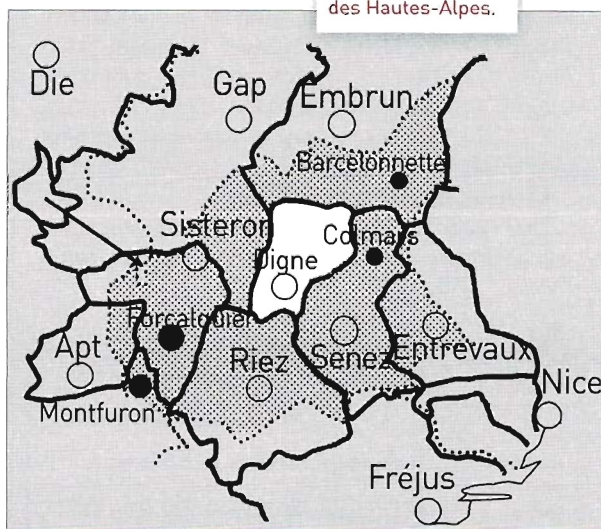 des Hautes-Alpes.
Die
Gap
Embrun
Barcelonnette
Sisteron
Colmars
Digne
Forcalquier
Apt
Riez
Senez
Entrevaux
Montfuron
Nice
Fréjus